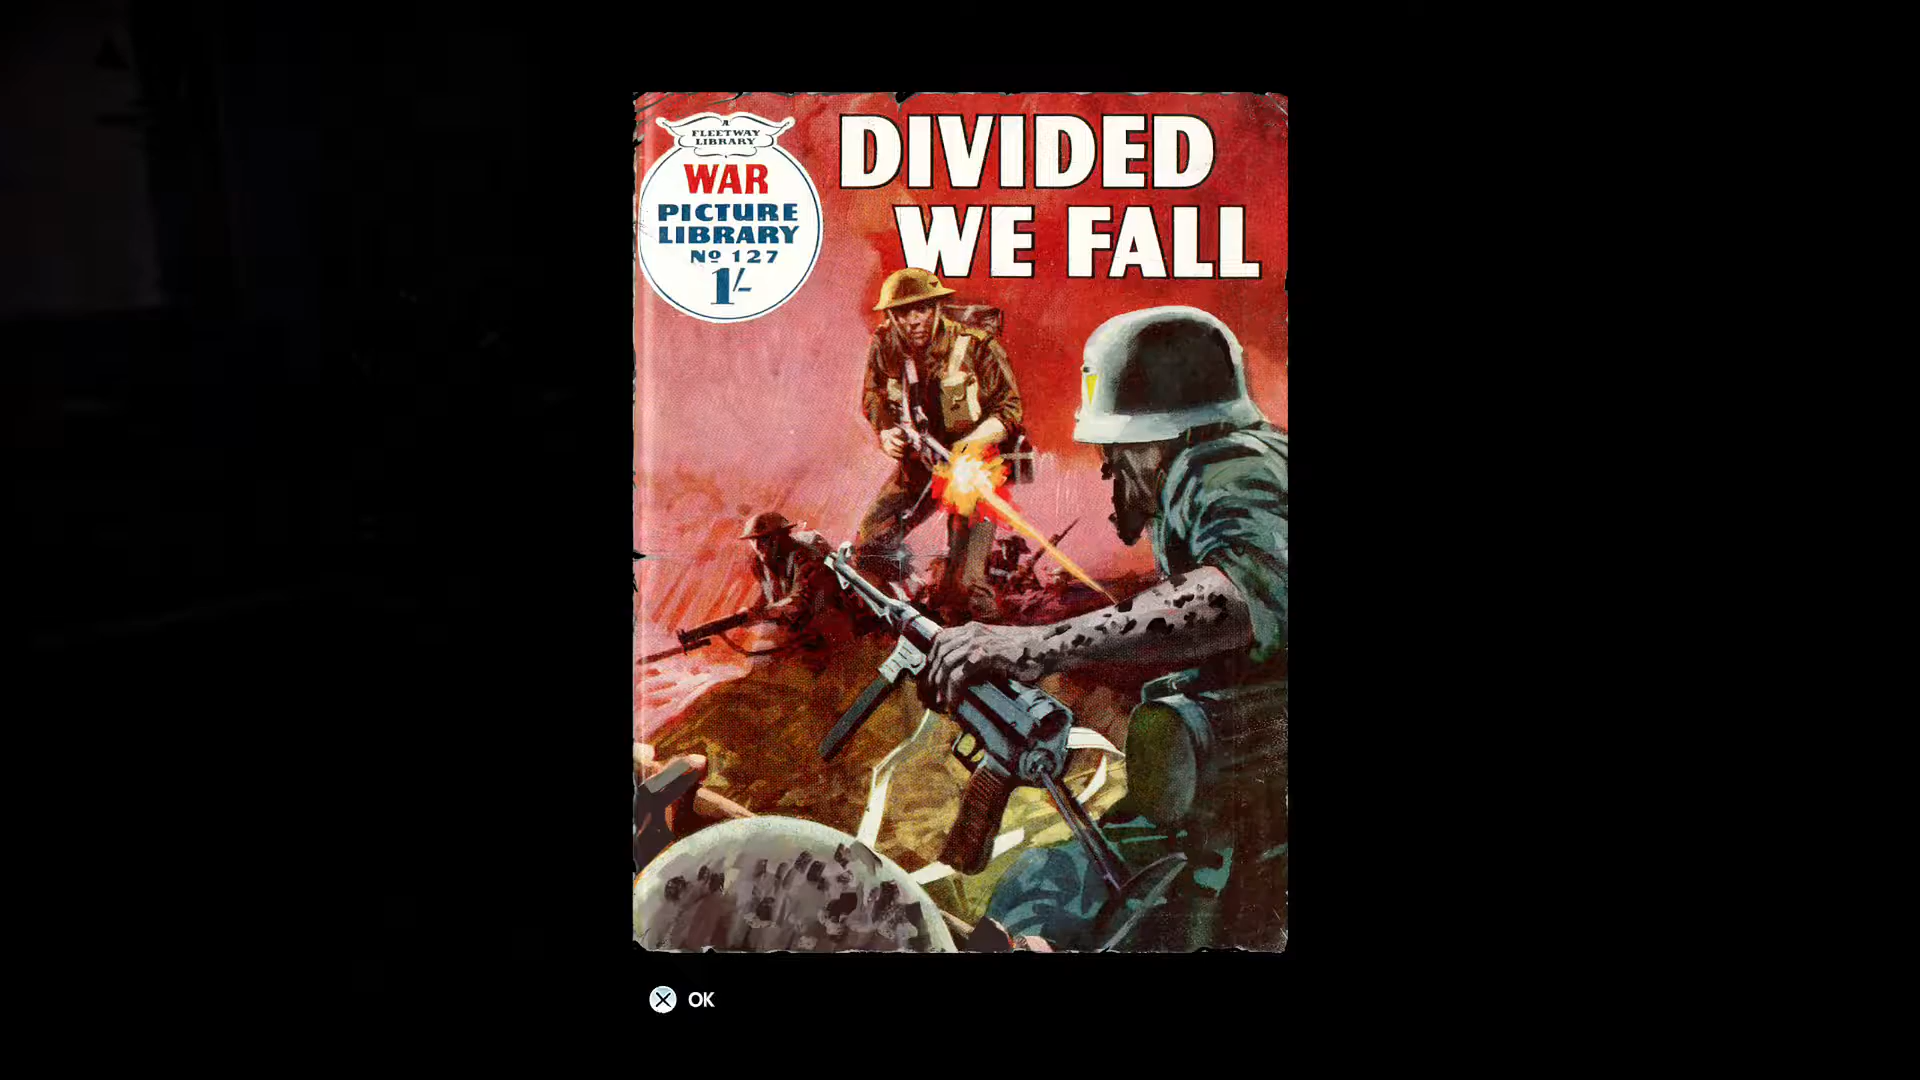 A
FLEETWAY
LIBRARY
WAR
PICTURE
LIBRARY
Nº 127
1/-
DIVIDED
WE FALL
OK